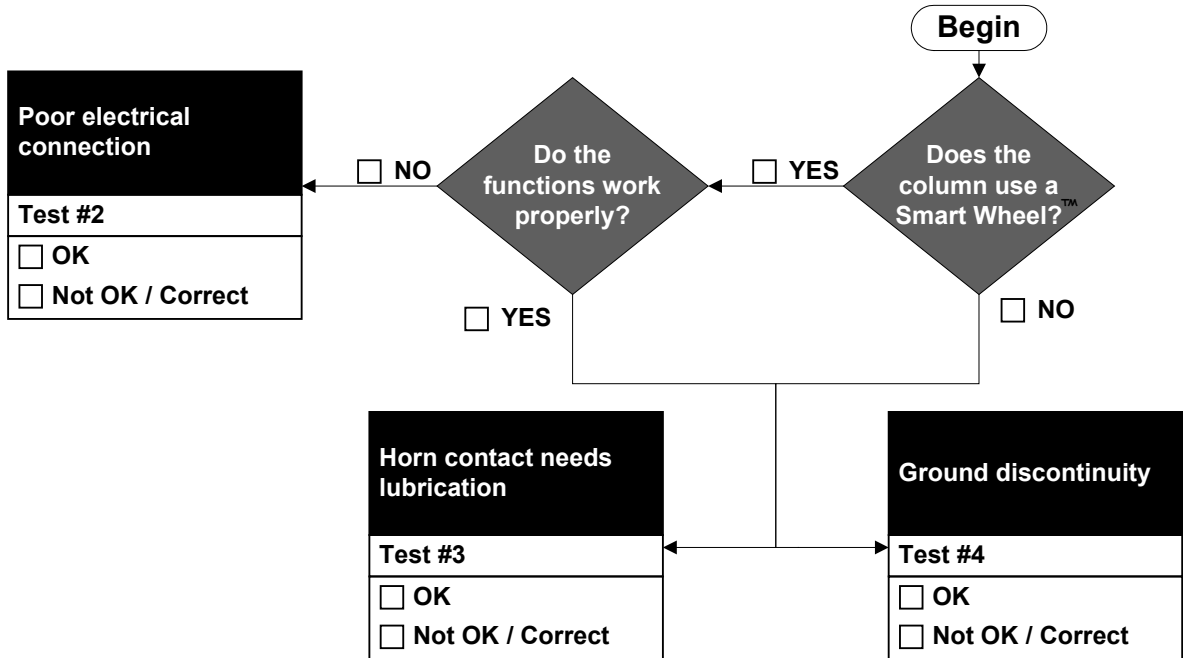 Begin
Does the
column use a
Smart Wheel?™
YES
NO
Do the
functions work
properly?
NO
YES
Poor electrical
connection
Test #2
OK
Not OK / Correct
Horn contact needs
lubrication
Test #3
OK
Not OK / Correct
Ground discontinuity
Test #4
OK
Not OK / Correct